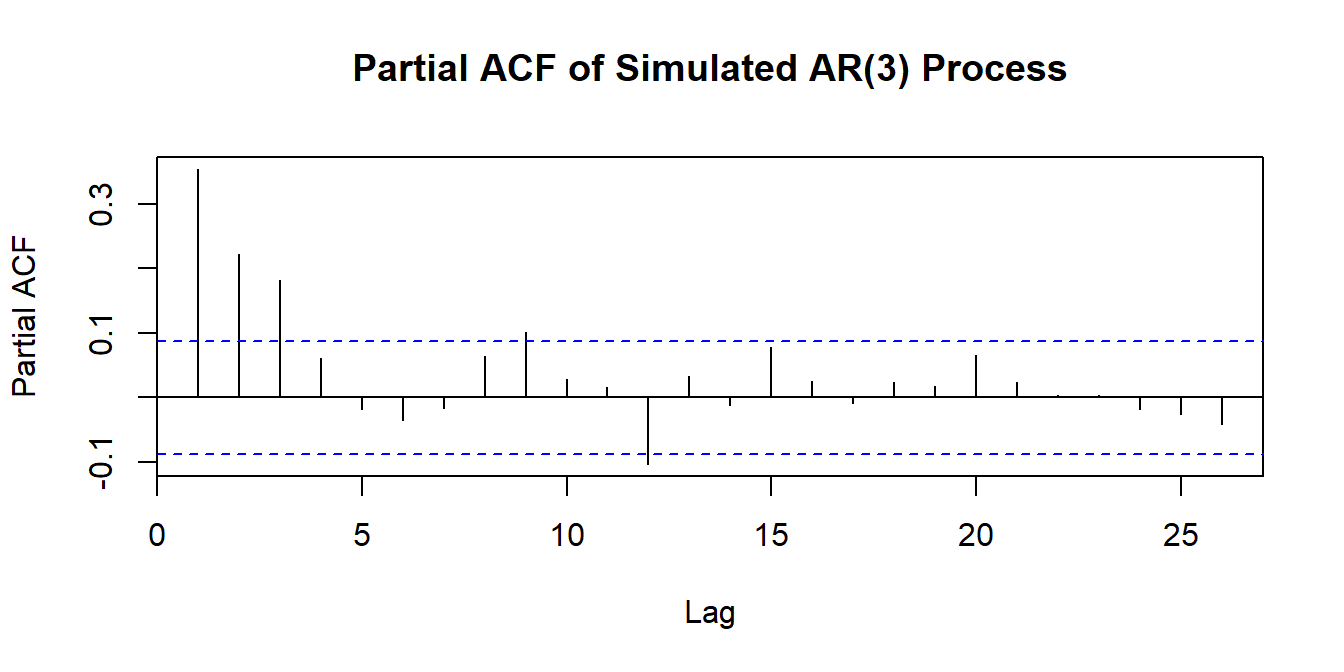 Partial ACF of Simulated AR(3) Process
Partial ACF
0.3
0.1
-0.1
0 5 10 15 20 25
Lag